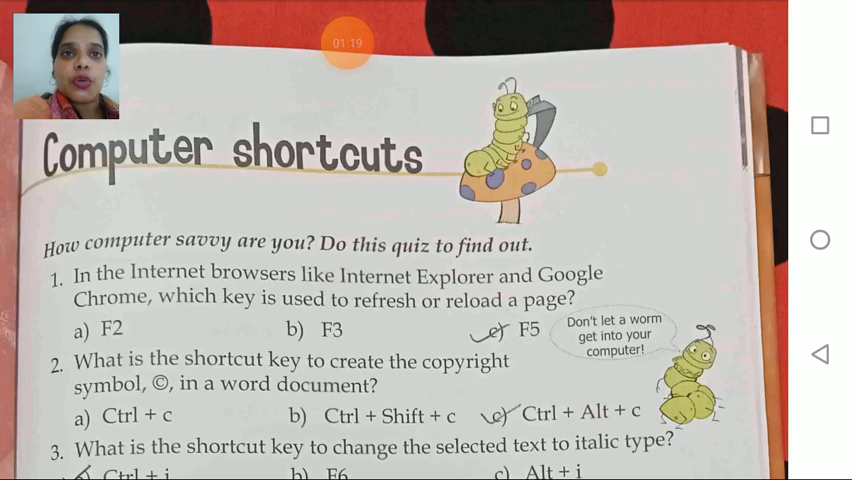 01:19
Computer shortcuts
How computer savvy are you? Do this quiz to find out.
1. In the Internet browsers like Internet Explorer and Google
Chrome, which key is used to refresh or reload a page?
a) F2 b) F3 c) F5
Don't let a worm
get into your
computer!
2. What is the shortcut key to create the copyright
symbol, ©, in a word document?
a) Ctrl + c b) Ctrl + Shift + c c) Ctrl + Alt + c
3. What is the shortcut key to change the selected text to italic type?
a) Ctrl + i b) F6 c) Alt + i